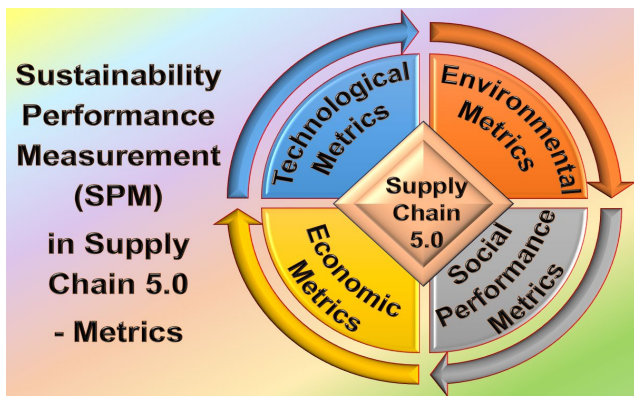 Sustainability
Performance
Measurement
(SPM)
in Supply
Chain 5.0
- Metrics
Technological
Metrics
Environmental
Metrics
Supply
Chain
5.0
Economic
Metrics
Social
Performance
Metrics